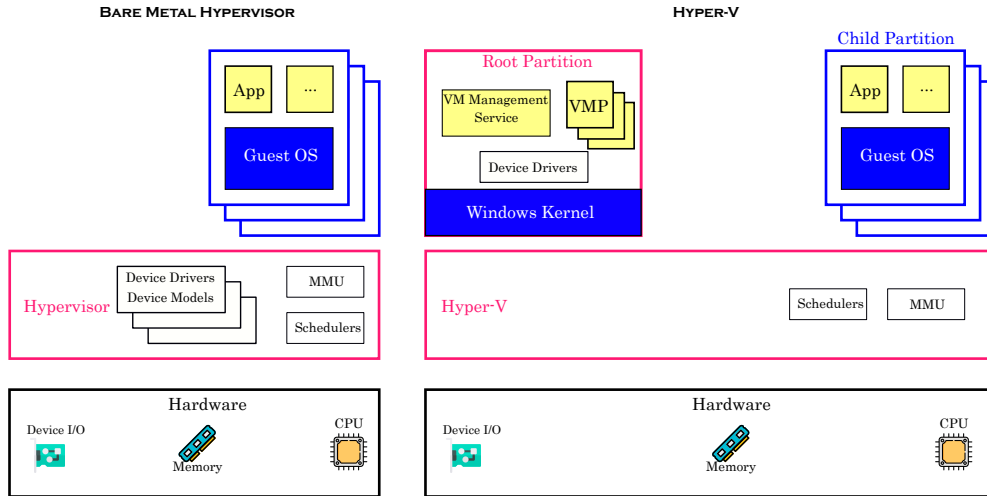 BARE METAL HYPERVISOR
App
...
Guest OS
Hypervisor
Device Drivers
Device Models
MMU
Schedulers
Hardware
Device I/O
Memory
CPU
HYPER-V
Root Partition
VM Management
Service
VMP
Device Drivers
Windows Kernel
Child Partition
App
...
Guest OS
Hyper-V
Schedulers
MMU
Hardware
Device I/O
Memory
CPU